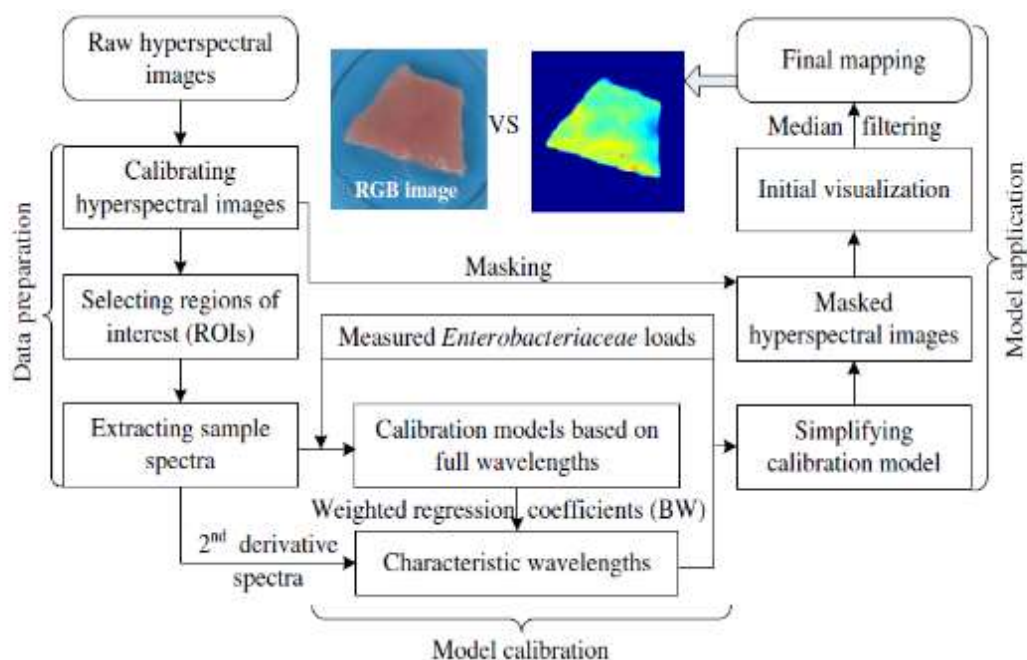 Raw hyperspectral
images
Calibrating
hyperspectral images
Selecting regions of
interest (ROIs)
Extracting sample
spectra
Data preparation
RGB image
VS
Masking
Measured Enterobacteriaceae loads
Calibration models based on
full wavelengths
Weighted regression coefficients (BW)
2nd derivative
spectra
Characteristic wavelengths
Model calibration
Final mapping
Median filtering
Initial visualization
Masked
hyperspectral images
Simplifying
calibration model
Model application